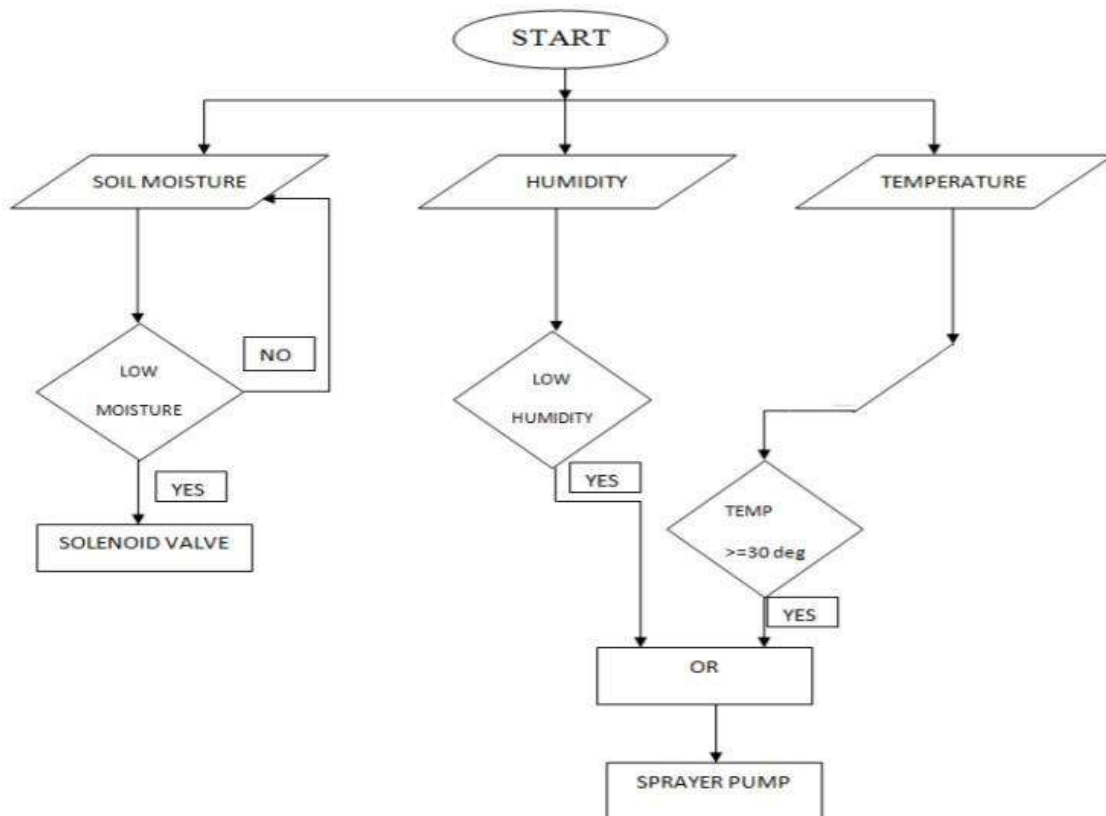 START
SOIL MOISTURE
HUMIDITY
TEMPERATURE
NO
LOW
MOISTURE
LOW
HUMIDITY
YES
YES
TEMP
>=30 deg
SOLENOID VALVE
YES
OR
SPRAYER PUMP